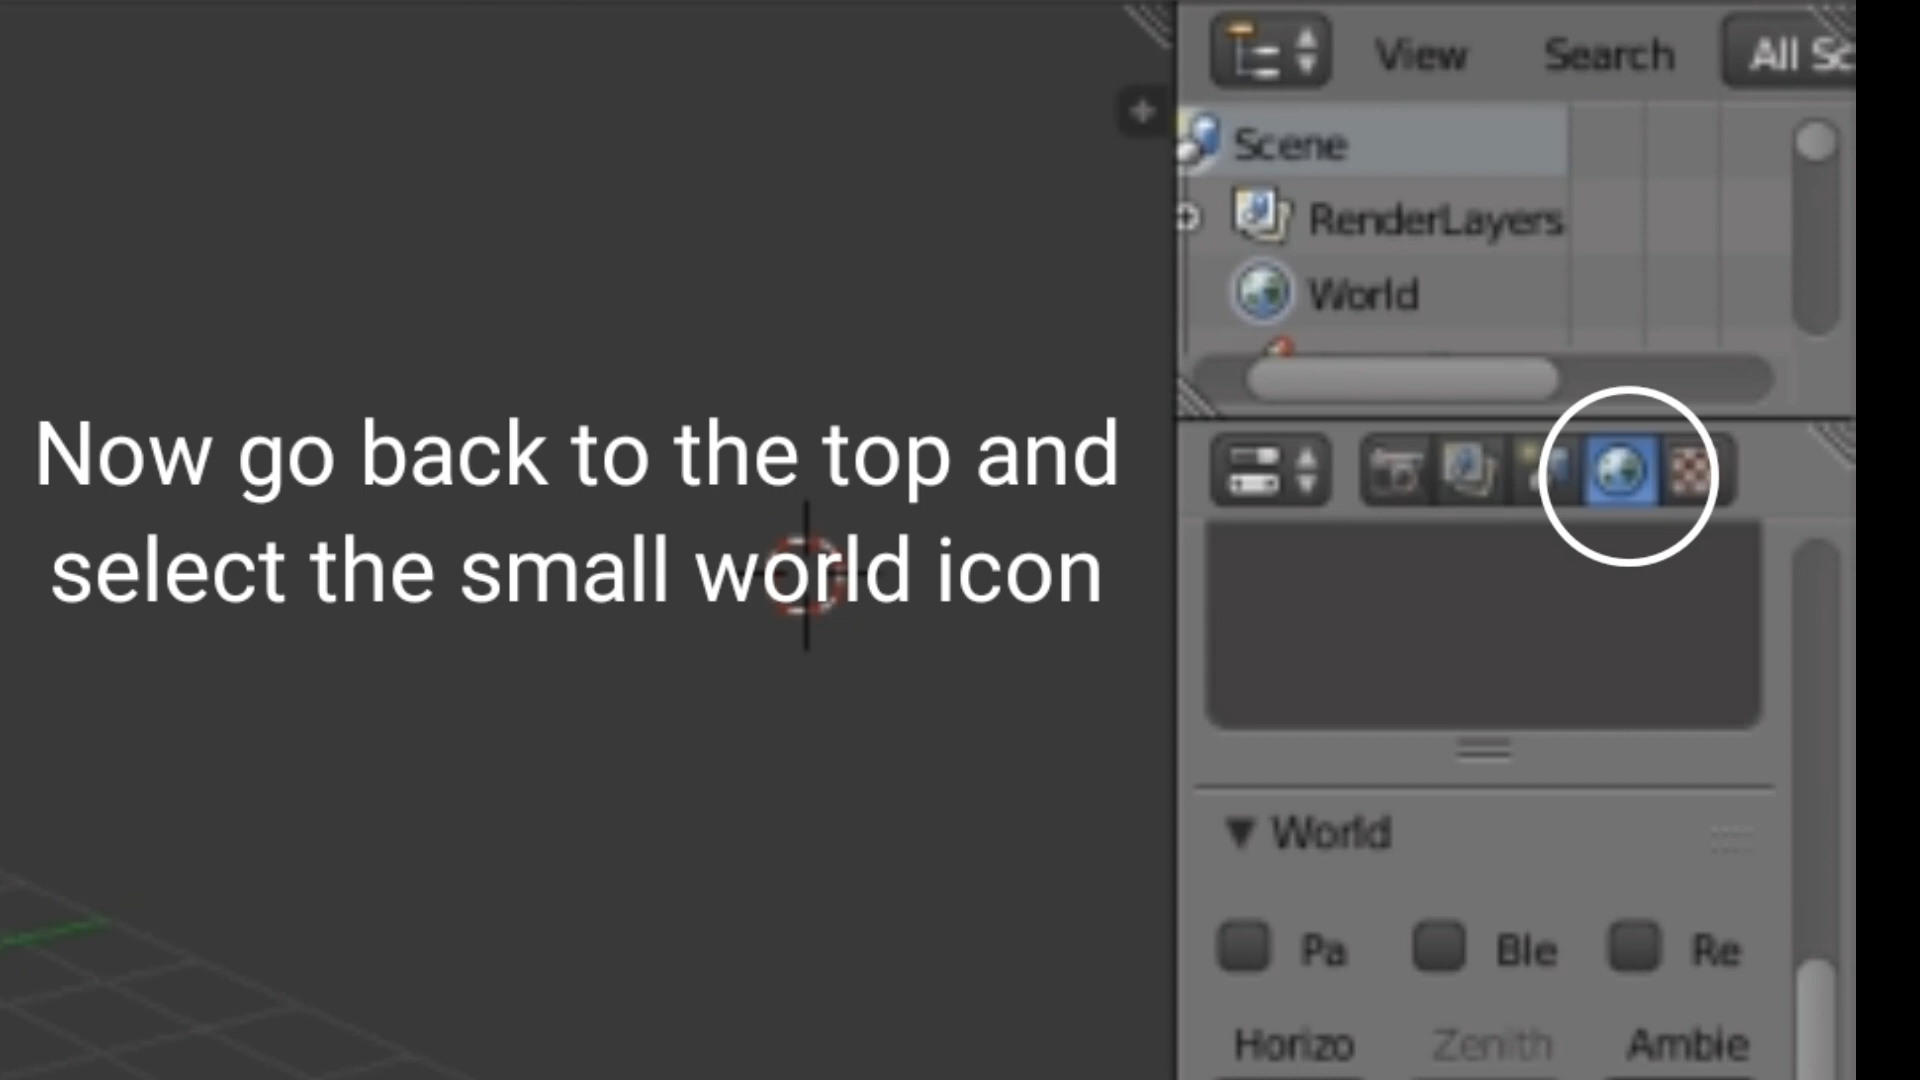 View Search All Sc
Scene
RenderLayers
World
Now go back to the top and
select the small world icon
World
Pa Ble Re
Horizo Zenith Ambie